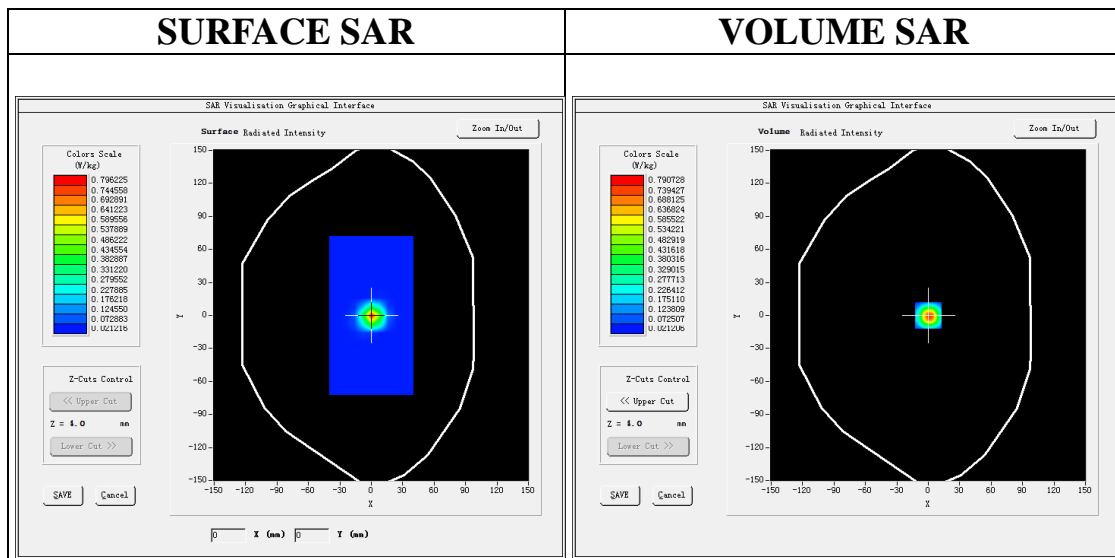 SURFACE SAR
VOLUME SAR
SAR Visualisation Graphical Interface
Surface Radiated Intensity
Zoom In/Out
Colors Scale
(W/kg)
0.796225
0.744558
0.692891
0.641223
0.589556
0.537889
0.486222
0.434554
0.382887
0.331220
0.279552
0.227885
0.176218
0.124550
0.072883
0.021216
150
120
90
60
30
0
-30
-60
-90
-120
-150
Y
-150 -120 -90 -60 -30 0 30 60 90 120 150
X
Z-Cuts Control
<< Upper Cut
Z = 4.0 mm
Lower Cut >>
SAVE Cancel
0 X (mm) 0 Y (mm)
SAR Visualisation Graphical Interface
Volume Radiated Intensity
Zoom In/Out
Colors Scale
(W/kg)
0.790728
0.739427
0.688125
0.636824
0.585522
0.534221
0.482919
0.431618
0.380316
0.329015
0.277713
0.226412
0.175110
0.123809
0.072507
0.021206
150
120
90
60
30
0
-30
-60
-90
-120
-150
Y
-150 -120 -90 -60 -30 0 30 60 90 120 150
X
Z-Cuts Control
<< Upper Cut
Z = 4.0 mm
Lower Cut >>
SAVE Cancel